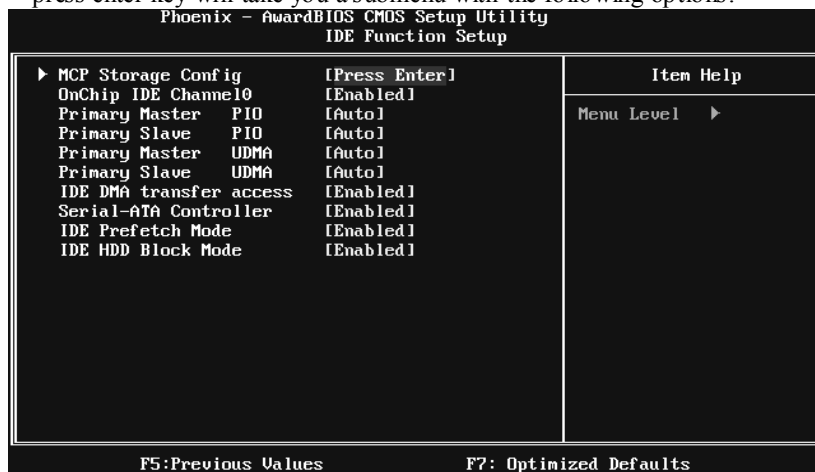 press enter key will take you a submenu with the following options:
Phoenix - AwardBIOS CMOS Setup Utility
IDE Function Setup
MCP Storage Config [Press Enter]
OnChip IDE Channel0 [Enabled]
Primary Master PIO [Auto]
Primary Slave PIO [Auto]
Primary Master UDMA [Auto]
Primary Slave UDMA [Auto]
IDE DMA transfer access [Enabled]
Serial-ATA Controller [Enabled]
IDE Prefetch Mode [Enabled]
IDE HDD Block Mode [Enabled]
Item Help
Menu Level
F5:Previous Values F7: Optimized Defaults